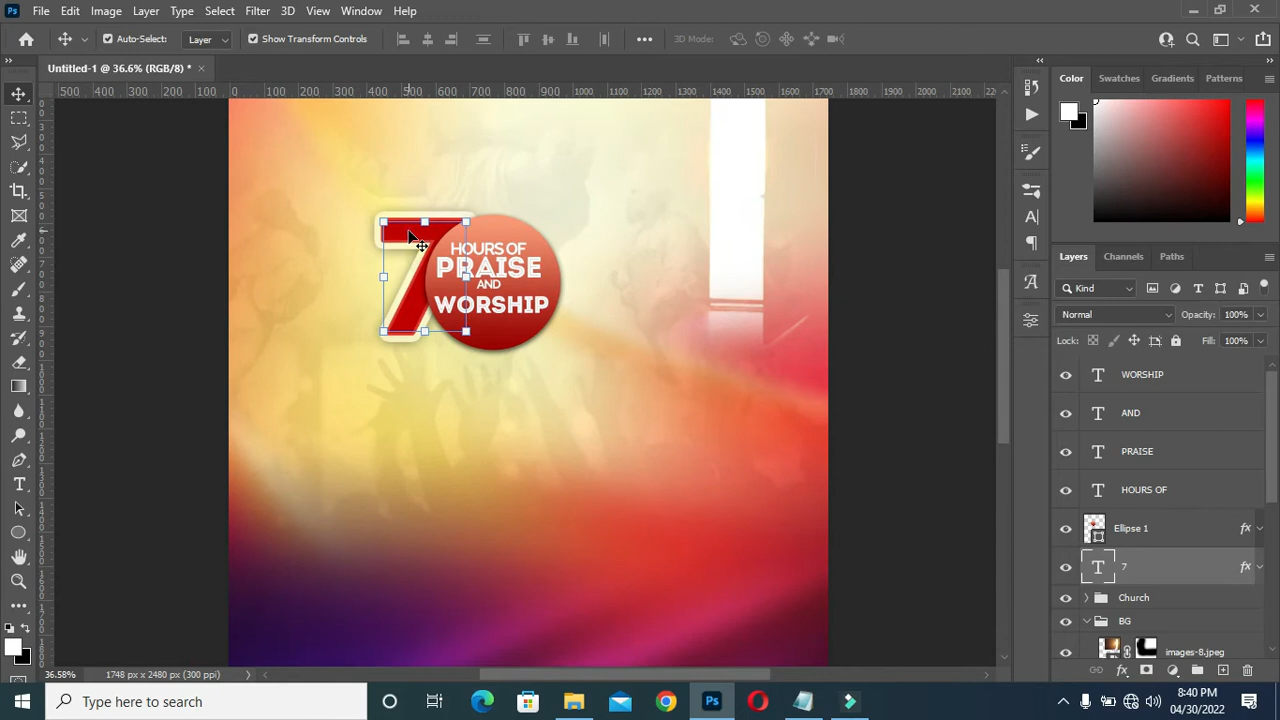 Ps File Edit Image Layer Type Select Filter 3D View Window Help
Auto-Select: Layer Show Transform Controls 3D Mode:
Untitled-1 @ 36.6% (RGB/8) *
Color Swatches Gradients Patterns
500 400 300 200 100 0 100 200 300 400 500 600 700 800 900 1000 1100 1200 1300 1400 1500 1600 1700 1800 1900 2000 2100
7
HOURS OF
PRAISE
AND
WORSHIP
Layers Channels Paths
Kind
Normal Opacity: 100%
Lock: Fill: 100%
T WORSHIP
T AND
T PRAISE
T HOURS OF
Ellipse 1 fx
T 7 fx
Church
BG
images-8.jpeg
36.58% 1748 px x 2480 px (300 ppi)
Type here to search
8:40 PM
04/30/2022